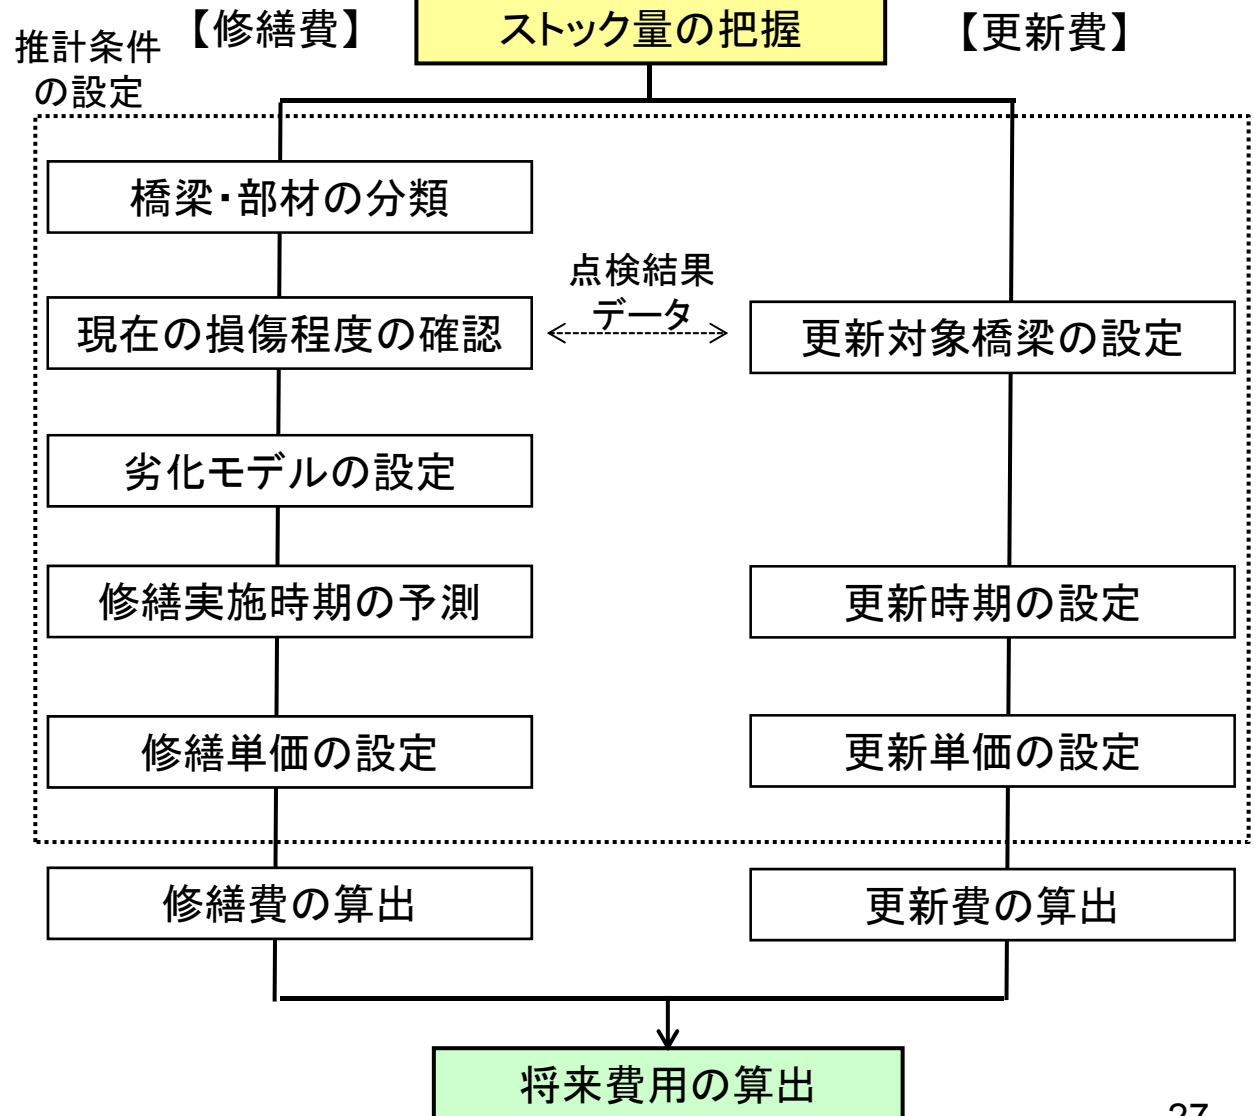 【修繕費】
ストック量の把握
【更新費】
推計条件
の設定
橋梁・部材の分類
点検結果
データ
現在の損傷程度の確認
更新対象橋梁の設定
劣化モデルの設定
修繕実施時期の予測
更新時期の設定
修繕単価の設定
更新単価の設定
修繕費の算出
更新費の算出
将来費用の算出
27